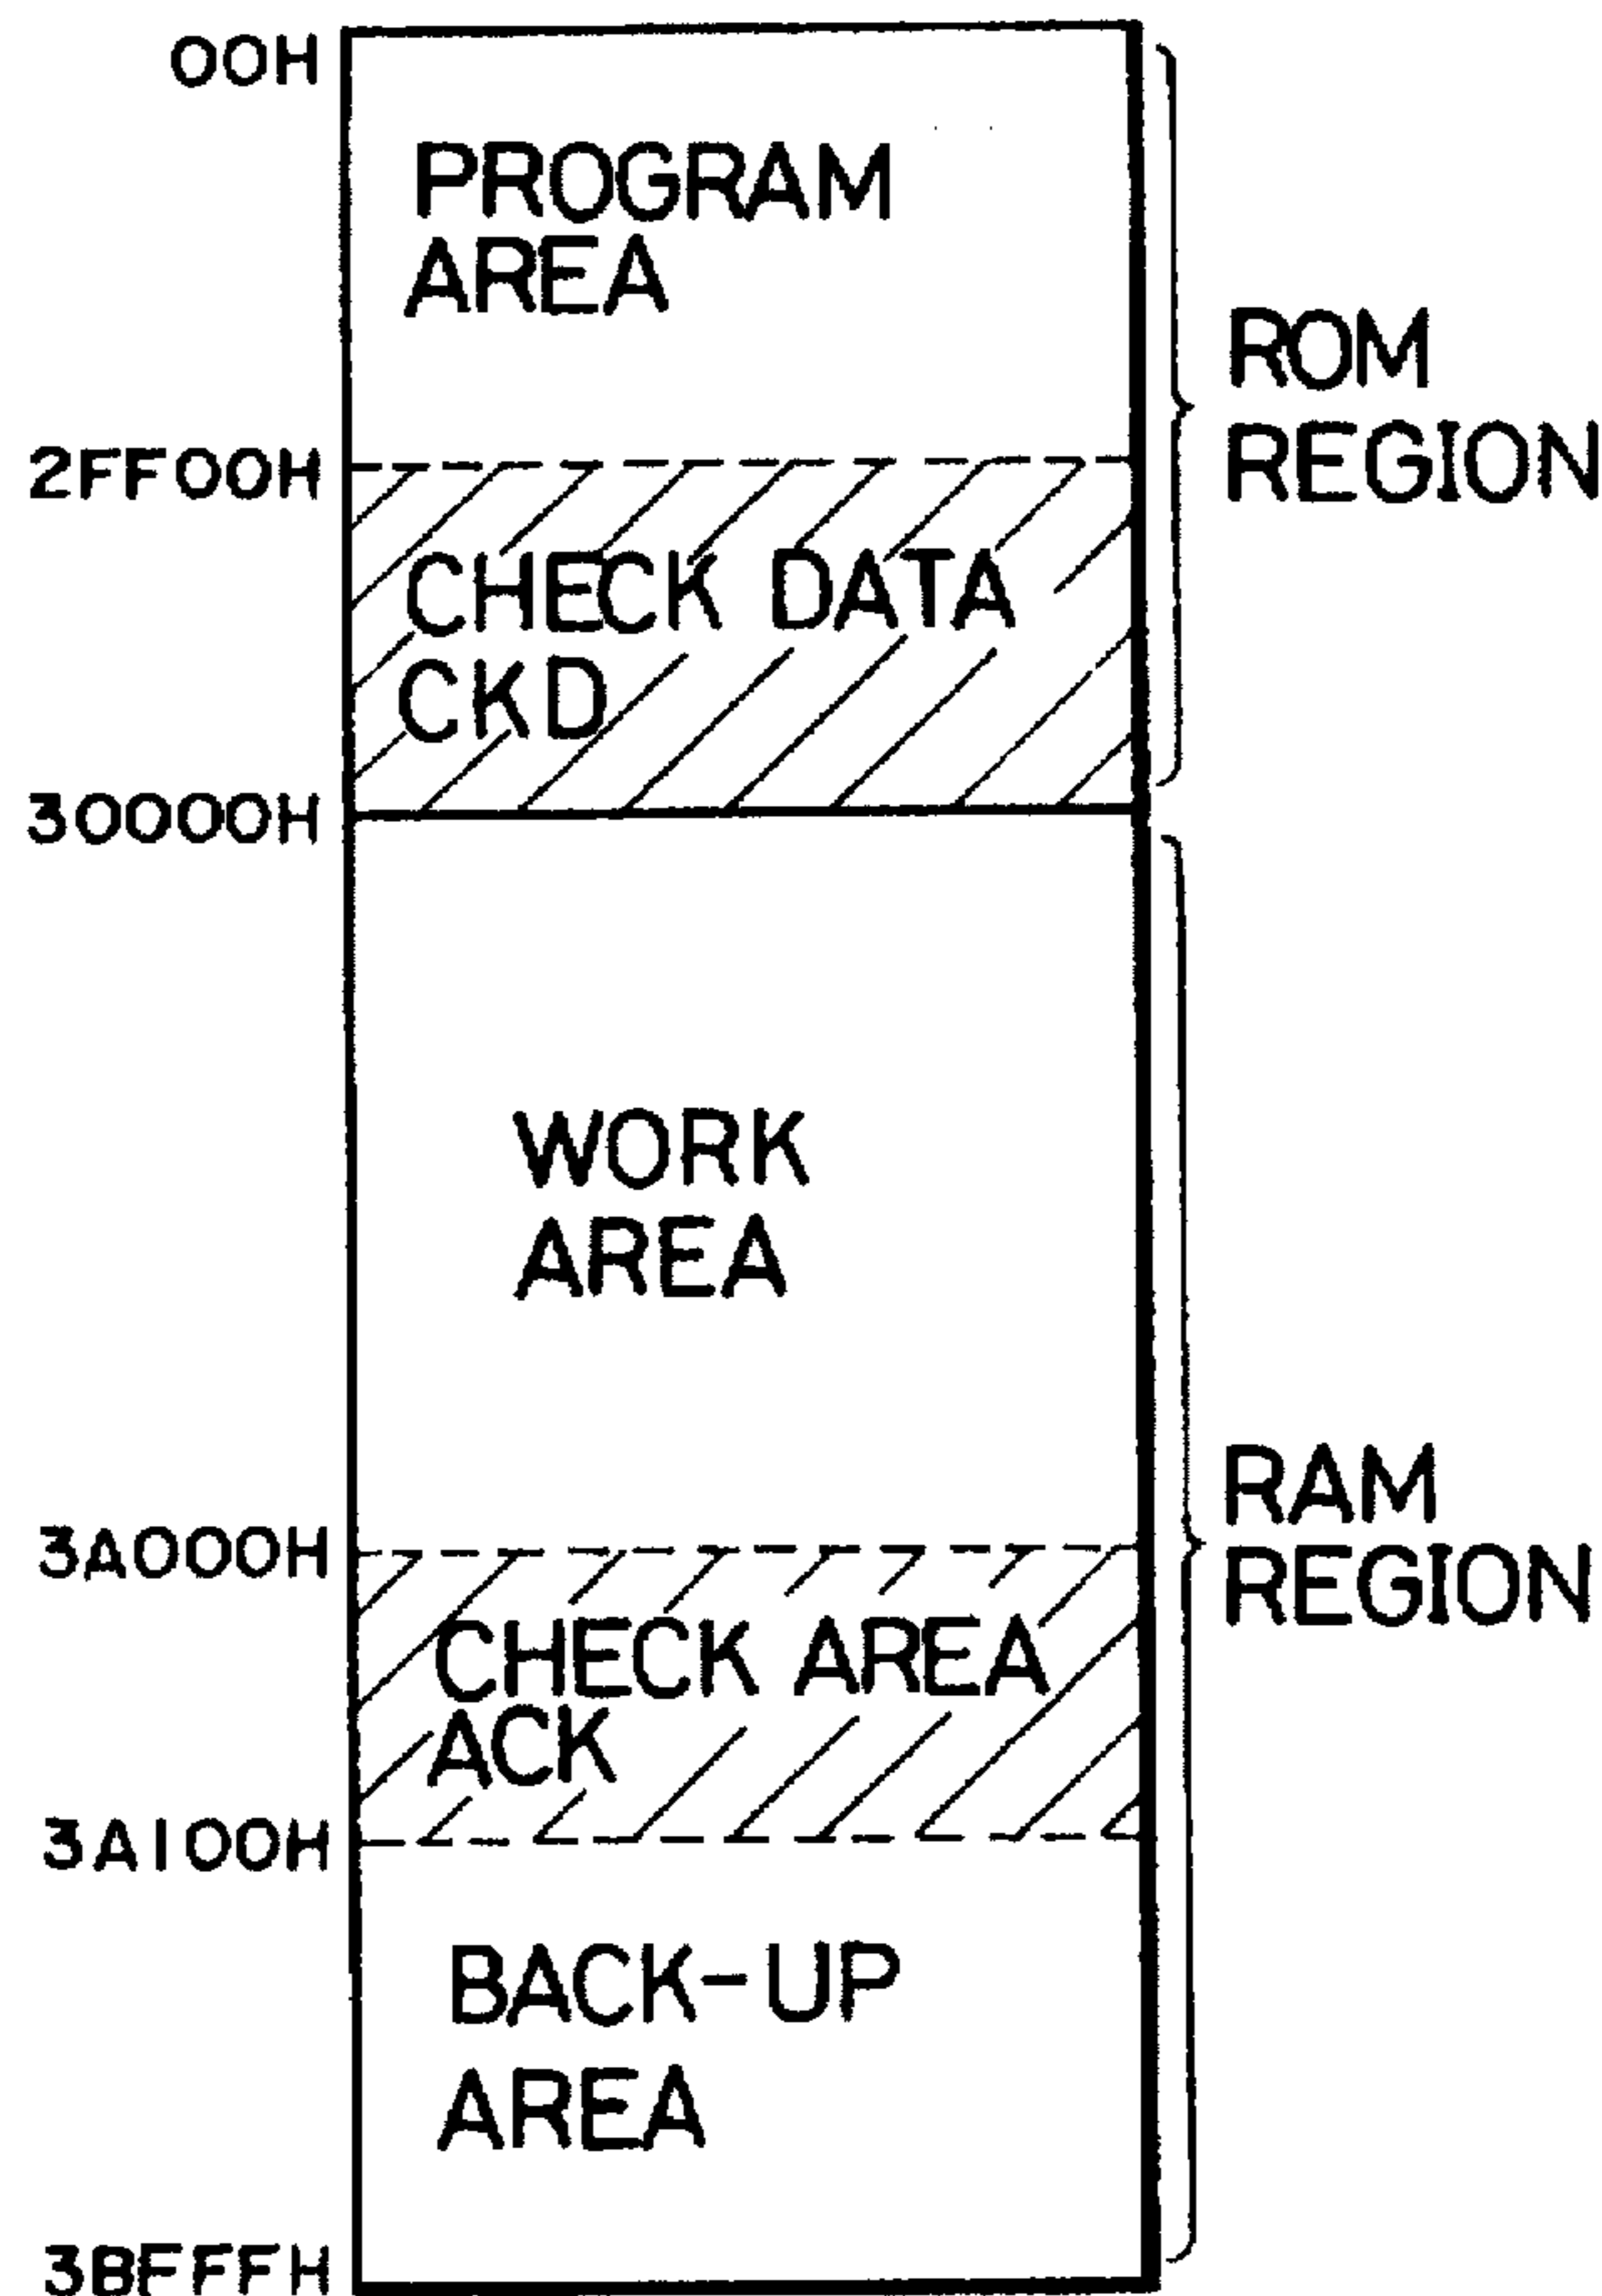 00H
PROGRAM
AREA
ROM
REGION
2FF00H
CHECK DATA
CKD
30000H
WORK
AREA
RAM
REGION
3A000H
CHECK AREA
ACK
3A100H
BACK-UP
AREA
3BFFFH